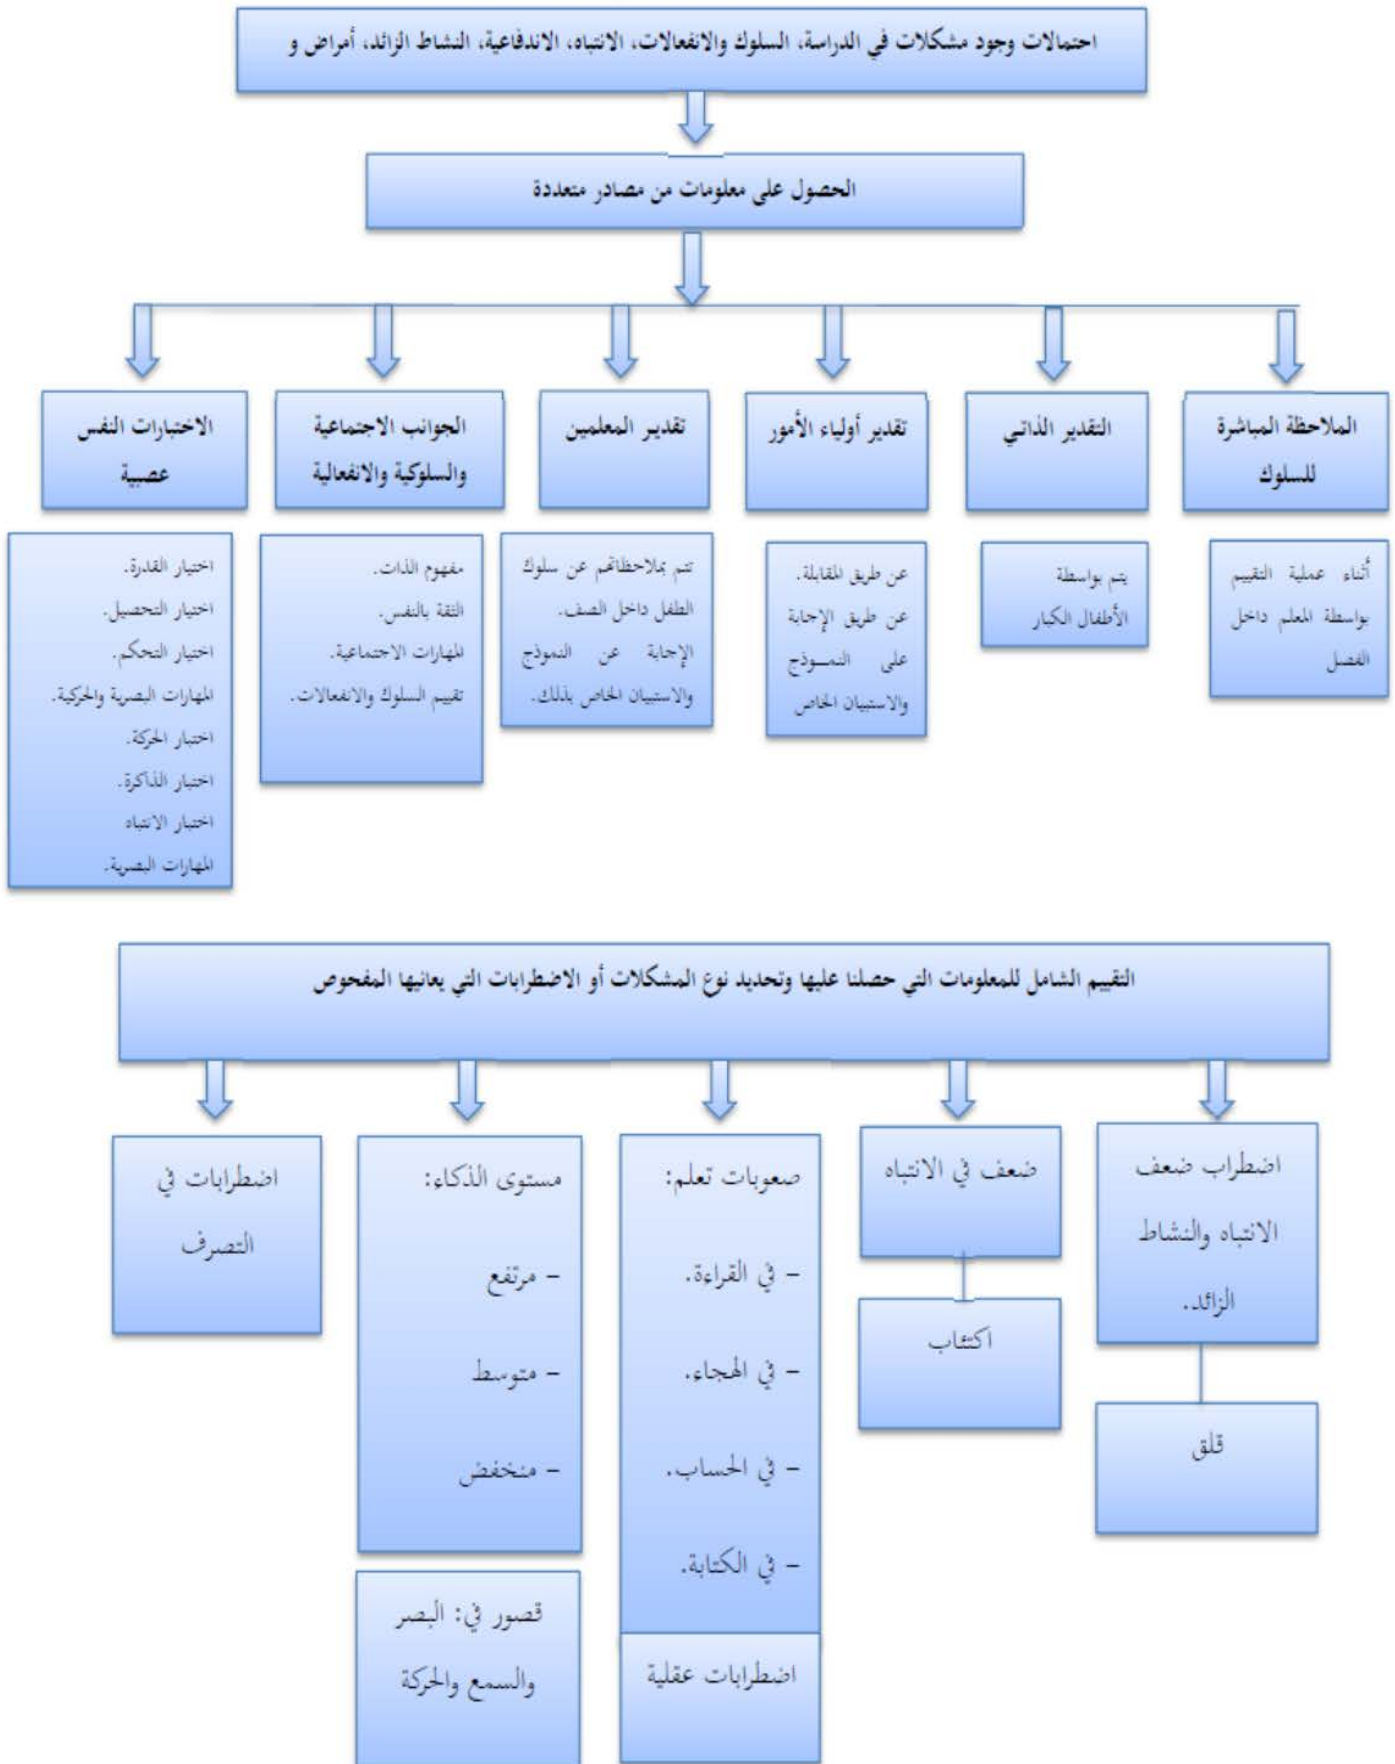 احتمالات وجود مشكلات في الدراسة، السلوك والانفعالات، الانتباه، الاندفاعية، النشاط الزائد، أمراض و
الحصول على معلومات من مصادر متعددة
الملاحظة المباشرة
للسلوك
التقدير الذاتي
تقدير أولياء الأمور
تقدير المعلمين
الجوانب الاجتماعية
والسلوكية والانفعالية
الاختبارات النفس
عصبية
أثناء عملية التقييم
بواسطة المعلم داخل
الفصل
يتم بواسطة
الأطفال الكبار
عن طريق المقابلة.
عن طريق الإجابة
على النمــوذج
والاستبيان الخاص
تتم بملاحظاتهم عن سلوك
الطفل داخل الصف.
الإجابة عن النموذج
والاستبيان الخاص بذلك.
مفهوم الذات.
الثقة بالنفس.
المهارات الاجتماعية.
تقييم السلوك والانفعالات.
اختيار القدرة.
اختيار التحصيل.
اختيار التحكم.
المهارات البصرية والحركية.
اختبار الحركة.
اختبار الذاكرة.
اختبار الانتباه
المهارات البصرية.
التقييم الشامل للمعلومات التي حصلنا عليها وتحديد نوع المشكلات أو الاضطرابات التي يعانيها المفحوص
اضطراب ضعف
الانتباه والنشاط
الزائد.
قلق
ضعف في الانتباه
اكتئاب
صعوبات تعلم:
- في القراءة.
- في الهجاء.
- في الحساب.
- في الكتابة.
اضطرابات عقلية
مستوى الذكاء:
- مرتفع
- متوسط
- منخفض
قصور في: البصر
والسمع والحركة
اضطرابات في
التصرف